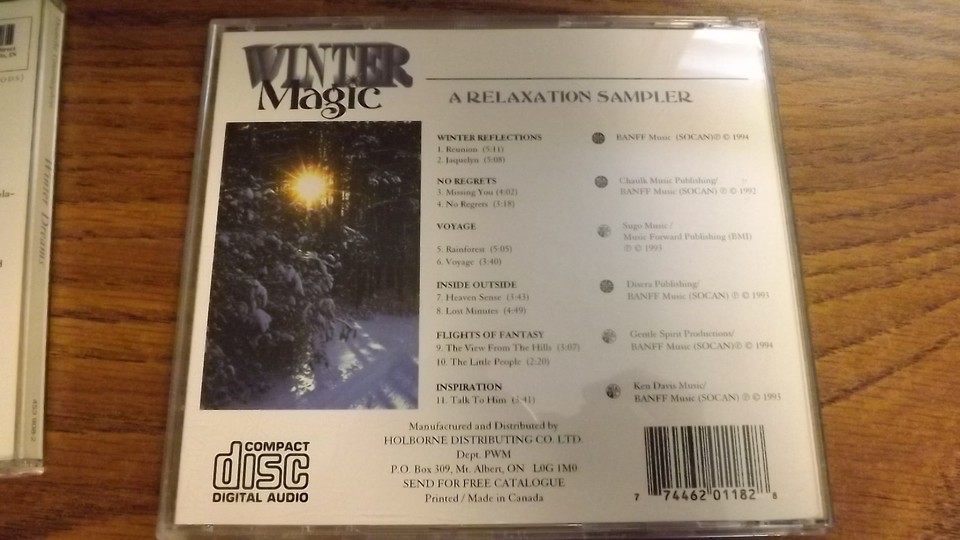 WINTER
Magic
A RELAXATION SAMPLER
WINTER REFLECTIONS
1. Reunion (5:11)
2. Jaquelyn (5:08)
BANFF Music (SOCAN)℗ © 1994
NO REGRETS
3. Missing You (4:02)
4. No Regrets (3:18)
Chaulk Music Publishing/
BANFF Music (SOCAN) ℗ © 1992
VOYAGE
5. Rainforest (5:05)
6. Voyage (3:40)
Sugo Music /
Music Forward Publishing (BMI)
℗ © 1993
INSIDE OUTSIDE
7. Heaven Sense (3:43)
8. Lost Minutes (4:49)
Publishing/
BANFF Music (SOCAN) ℗ © 1993
FLIGHTS OF FANTASY
9. The View From The Hills (3:07)
10. The Little People (2:20)
Gentle Spirit Productions/
BANFF Music (SOCAN)℗ © 1994
INSPIRATION
11. Talk To Him
Ken Davis Music/
BANFF Music (SOCAN) ℗ © 1993
Manufactured and Distributed by
HOLBORNE DISTRIBUTING CO. LTD.
Dept. PWM
P.O. Box 309, Mt. Albert, ON L0G 1M0
SEND FOR FREE CATALOGUE
Printed / Made in Canada
COMPACT
disc
DIGITAL AUDIO
7 74462 01182 8
Winter Dreams